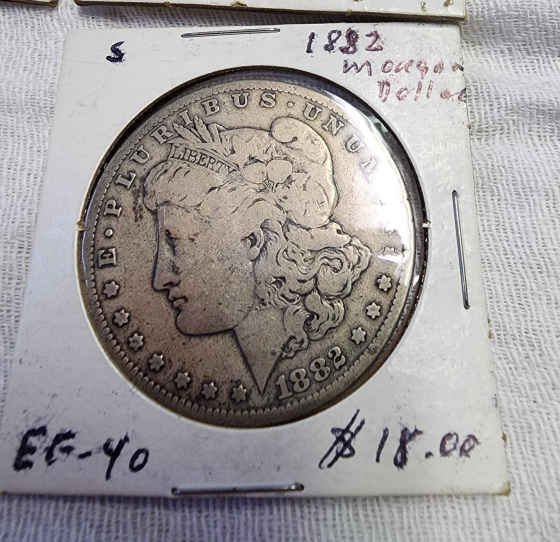 S
1882
Morgan
Dollar
E · PLURIBUS · UNUM
LIBERTY
1882
EF-40
$18.00